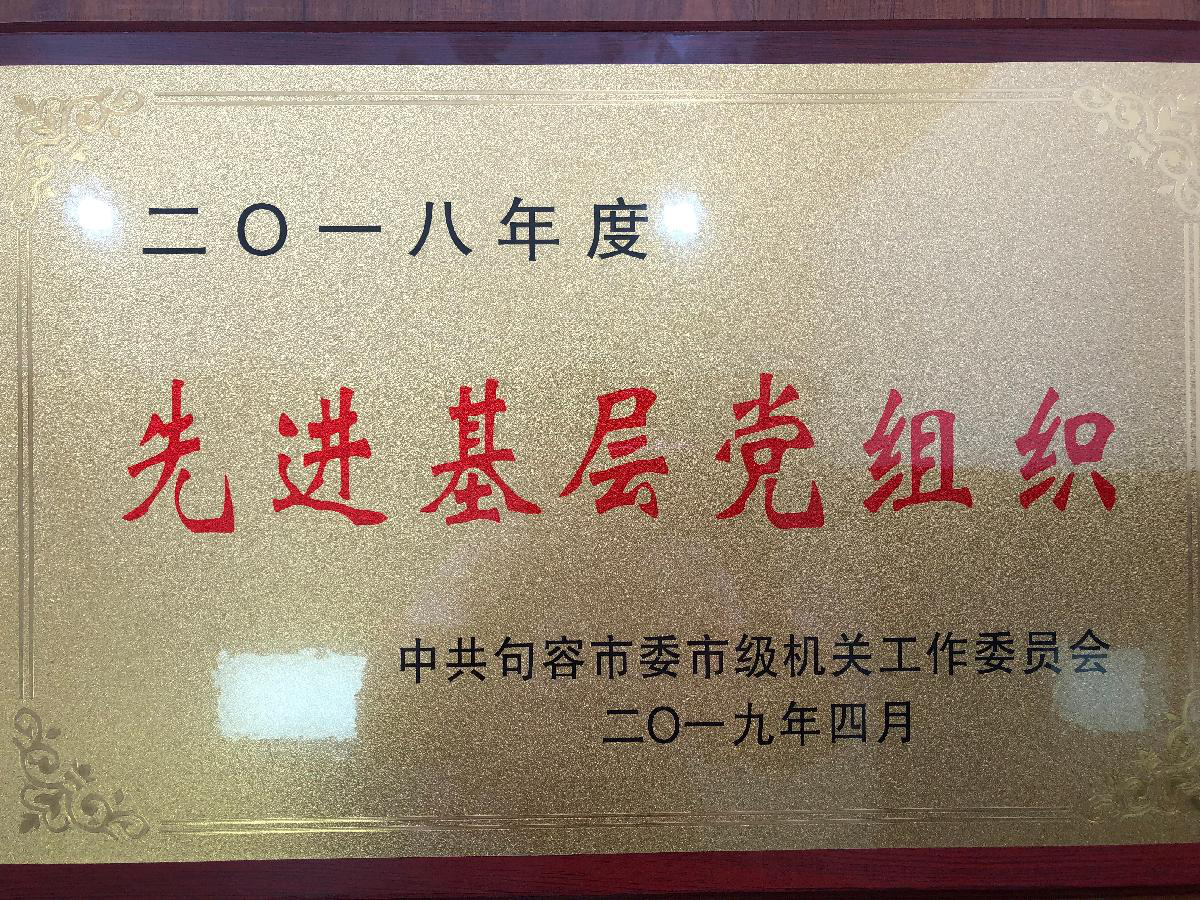 二〇一八年度
先进基层党组织
中共句容市委市级机关工作委员会
二〇一九年四月